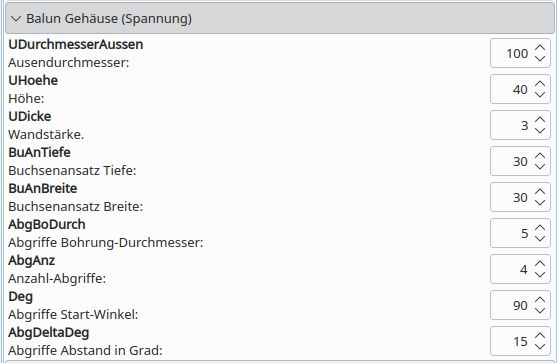 Balun Gehäuse (Spannung)
UDurchmesserAussen
Ausendurchmesser:
100
UHoehe
Höhe:
40
UDicke
Wandstärke.
3
BuAnTiefe
Buchsenansatz Tiefe:
30
BuAnBreite
Buchsenansatz Breite:
30
AbgBoDurch
Abgriffe Bohrung-Durchmesser:
5
AbgAnz
Anzahl-Abgriffe:
4
Deg
Abgriffe Start-Winkel:
90
AbgDeltaDeg
Abgriffe Abstand in Grad:
15